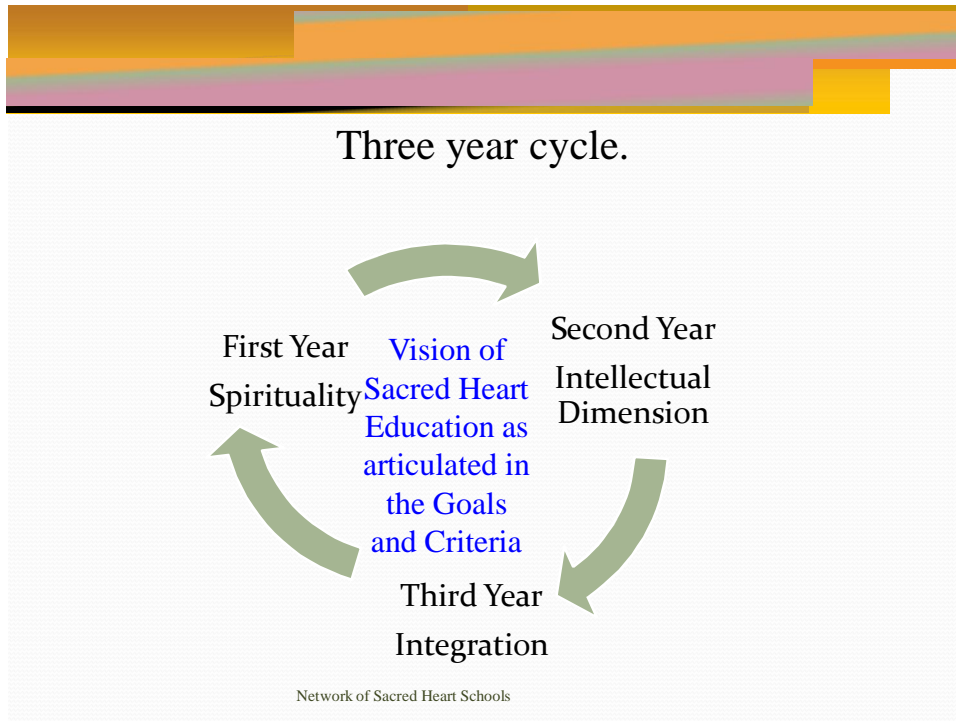 Three year cycle.
First Year
Spirituality
Vision of
Sacred Heart
Education as
articulated in
the Goals
and Criteria
Second Year
Intellectual
Dimension
Third Year
Integration
Network of Sacred Heart Schools